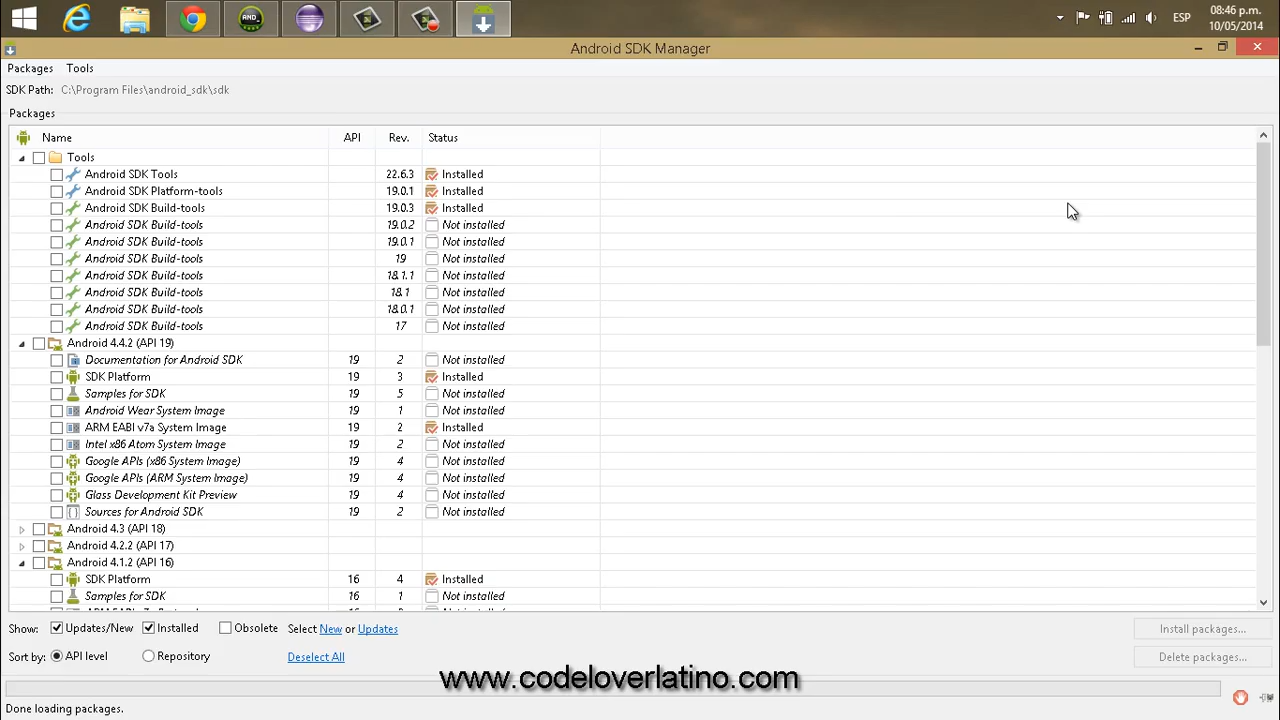 AND_
ESP
08:46 p.m.
10/05/2014
Android SDK Manager
Packages Tools
SDK Path: C:\Program Files\android_sdk\sdk
Packages
Name API Rev. Status
Tools
Android SDK Tools 22.6.3 Installed
Android SDK Platform-tools 19.0.1 Installed
Android SDK Build-tools 19.0.3 Installed
Android SDK Build-tools 19.0.2 Not installed
Android SDK Build-tools 19.0.1 Not installed
Android SDK Build-tools 19 Not installed
Android SDK Build-tools 18.1.1 Not installed
Android SDK Build-tools 18.1 Not installed
Android SDK Build-tools 18.0.1 Not installed
Android SDK Build-tools 17 Not installed
Android 4.4.2 (API 19)
Documentation for Android SDK 19 2 Not installed
SDK Platform 19 3 Installed
Samples for SDK 19 5 Not installed
Android Wear System Image 19 1 Not installed
ARM EABI v7a System Image 19 2 Installed
Intel x86 Atom System Image 19 2 Not installed
Google APIs (x86 System Image) 19 4 Not installed
Google APIs (ARM System Image) 19 4 Not installed
Glass Development Kit Preview 19 4 Not installed
Sources for Android SDK 19 2 Not installed
Android 4.3 (API 18)
Android 4.2.2 (API 17)
Android 4.1.2 (API 16)
SDK Platform 16 4 Installed
Samples for SDK 16 1 Not installed
Show: Updates/New Installed Obsolete Select New or Updates Install packages...
Sort by: API level Repository Deselect All Delete packages...
www.codeloverlatino.com
Done loading packages.